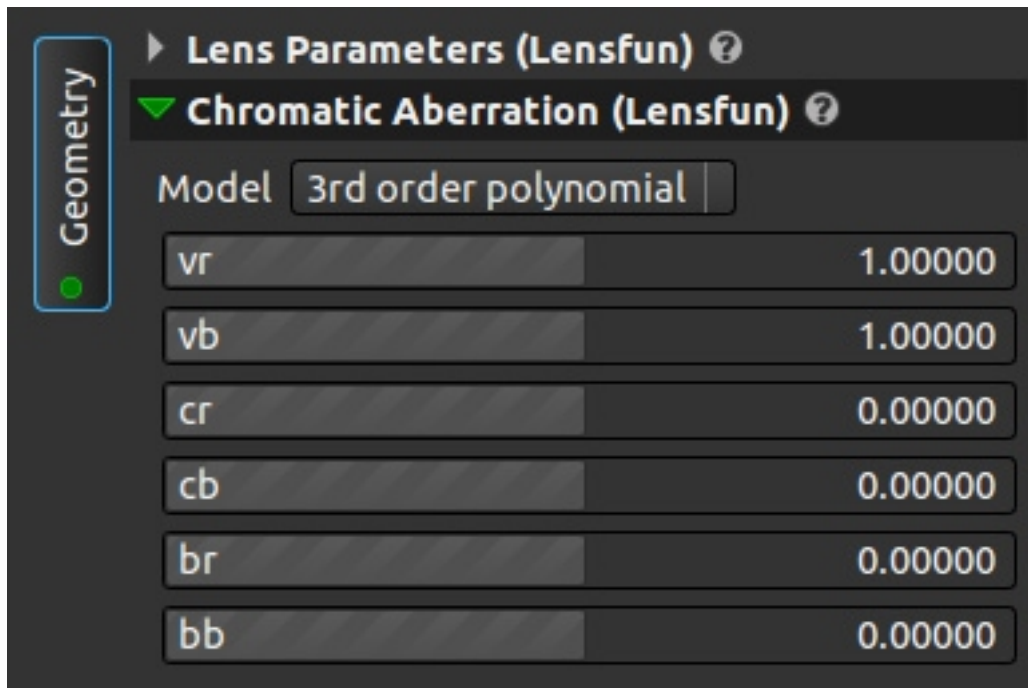 Geometry
Lens Parameters (Lensfun) ?
Chromatic Aberration (Lensfun) ?
Model 3rd order polynomial
vr 1.00000
vb 1.00000
cr 0.00000
cb 0.00000
br 0.00000
bb 0.00000